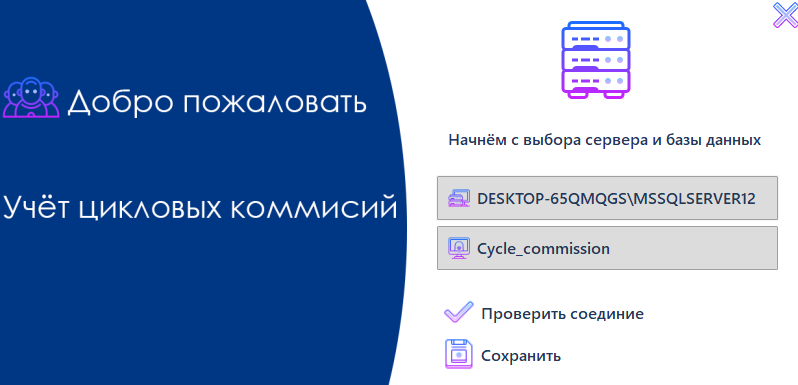 Добро пожаловать
Учёт цикловых коммисий
Начнём с выбора сервера и базы данных
DESKTOP-65QMQGS\MSSQLSERVER12
Cycle_commission
Проверить соединие
Сохранить